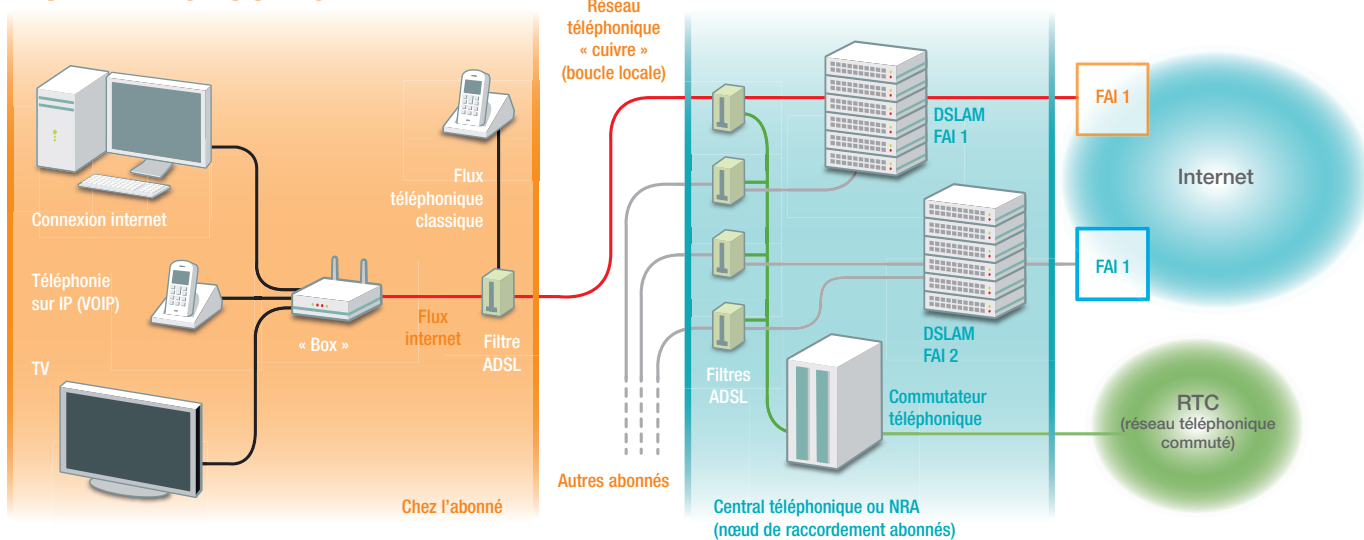 Réseau
téléphonique
« cuivre »
(boucle locale)
Connexion internet
Flux
téléphonique
classique
Téléphonie
sur IP (VOIP)
« Box »
Flux
internet
Filtre
ADSL
TV
Chez l'abonné
Autres abonnés
Filtres
ADSL
DSLAM
FAI 1
DSLAM
FAI 2
Commutateur
téléphonique
Central téléphonique ou NRA
(nœud de raccordement abonnés)
FAI 1
Internet
FAI 1
RTC
(réseau téléphonique
commuté)